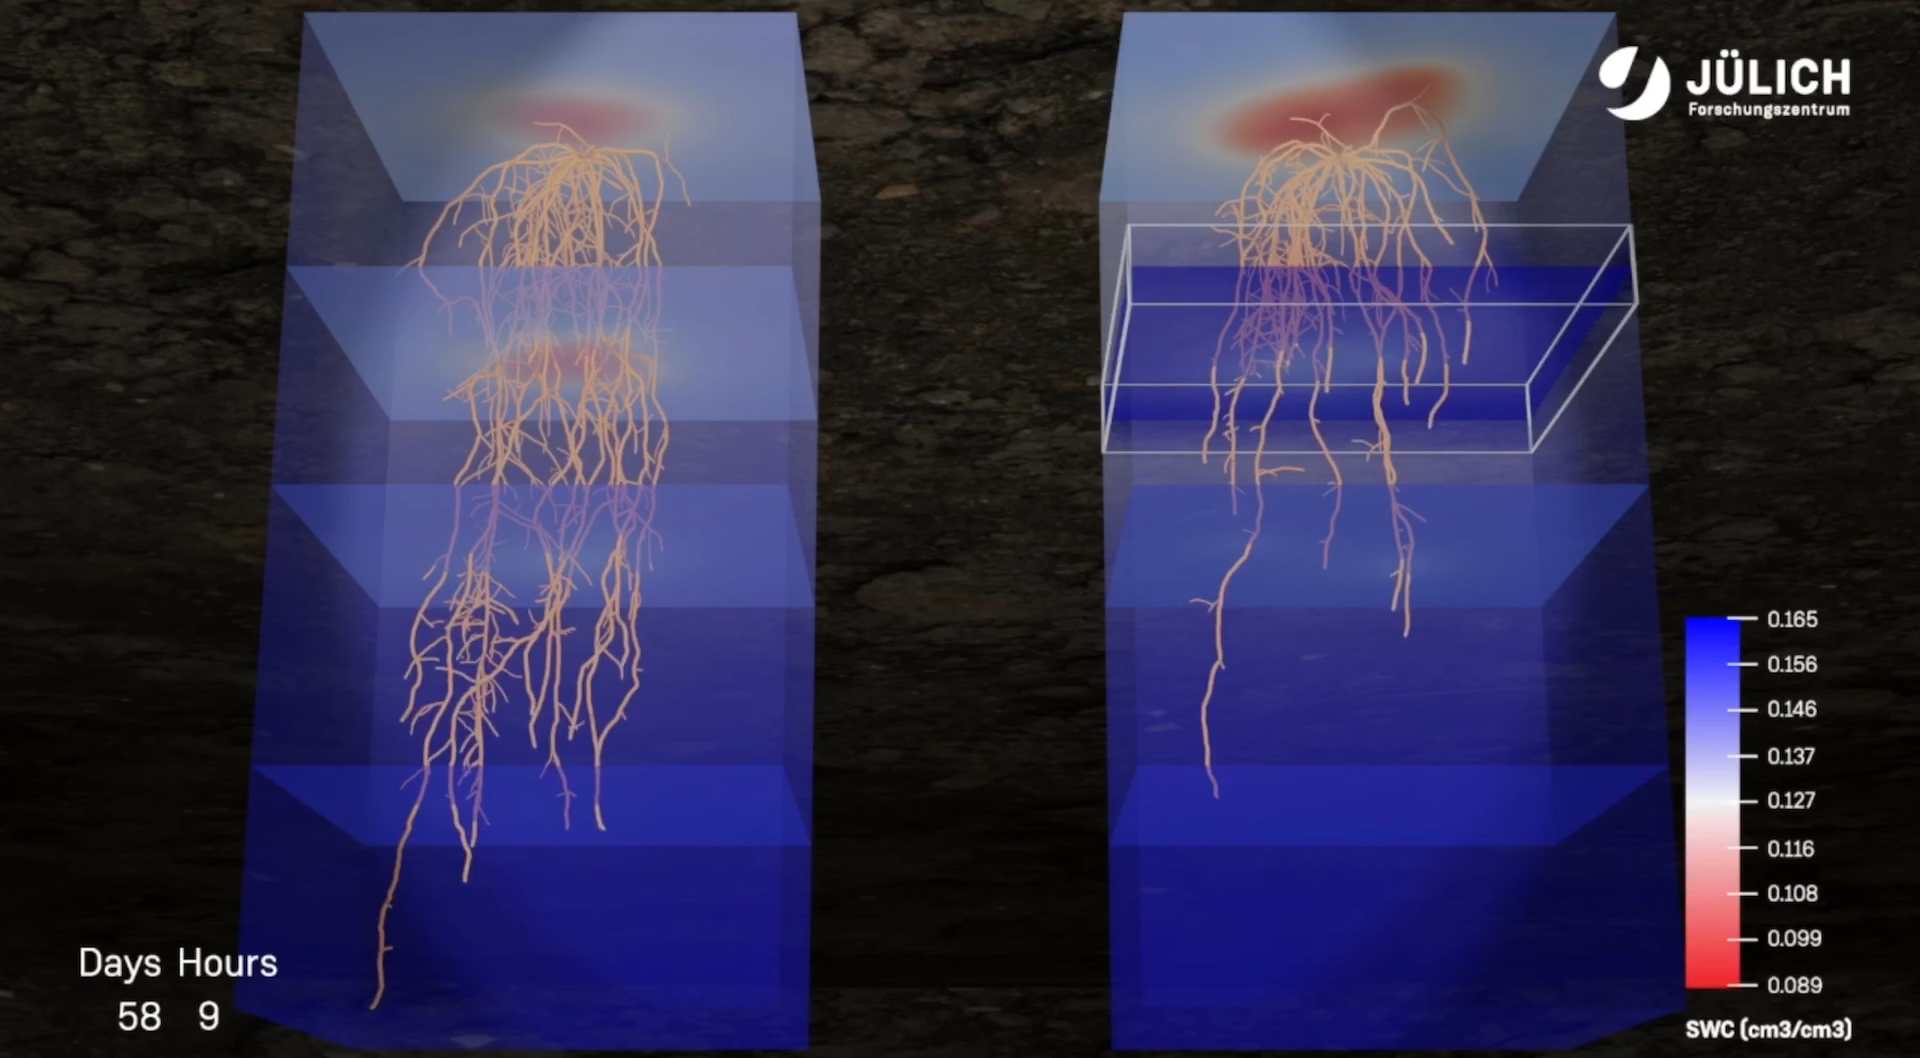 JÜLICH
Forschungszentrum
0.165
0.156
0.146
0.137
0.127
0.116
0.108
0.099
0.089
SWC (cm3/cm3)
Days Hours
58 9